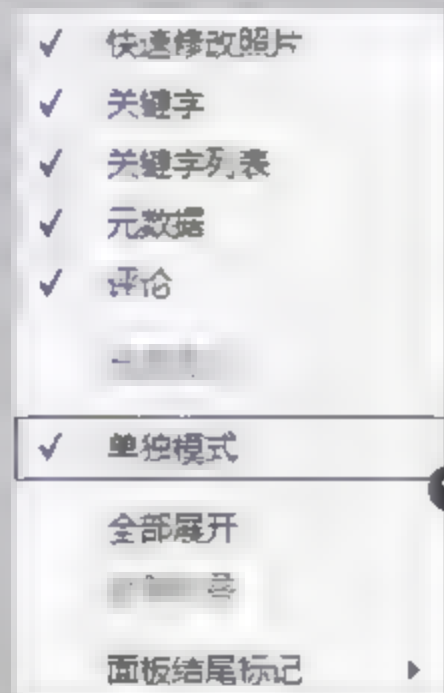 快速修改照片
关键字
关键字列表
元数据
评论
单独模式
全部展开
面板结尾标记